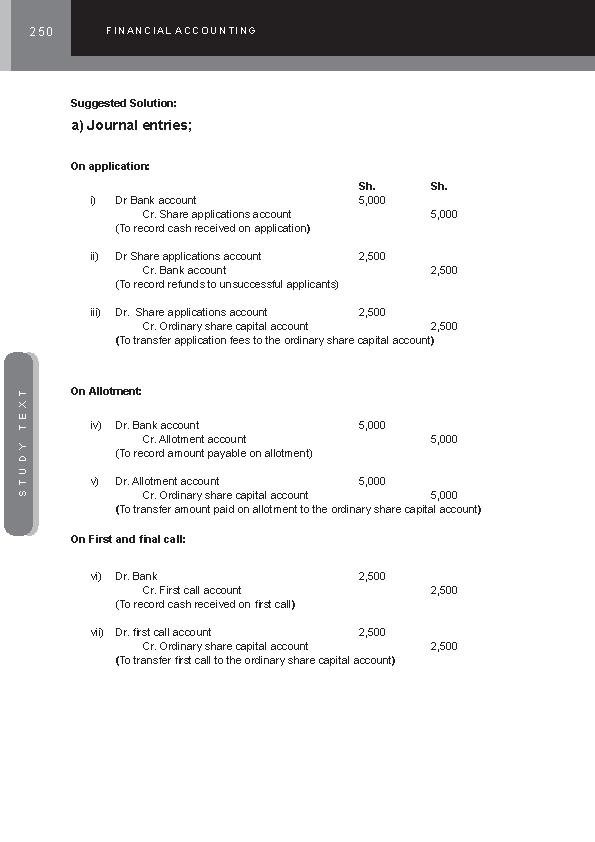 250
FINANCIAL ACCOUNTING
Suggested Solution:
a) Journal entries;
On application:
Sh. Sh.
i) Dr Bank account 5,000
Cr. Share applications account 5,000
(To record cash received on application)
ii) Dr Share applications account 2,500
Cr. Bank account 2,500
(To record refunds to unsuccessful applicants)
iii) Dr. Share applications account 2,500
Cr. Ordinary share capital account 2,500
(To transfer application fees to the ordinary share capital account)
On Allotment:
iv) Dr. Bank account 5,000
Cr. Allotment account 5,000
(To record amount payable on allotment)
v) Dr. Allotment account 5,000
Cr. Ordinary share capital account 5,000
(To transfer amount paid on allotment to the ordinary share capital account)
On First and final call:
vi) Dr. Bank 2,500
Cr. First call account 2,500
(To record cash received on first call)
vii) Dr. first call account 2,500
Cr. Ordinary share capital account 2,500
(To transfer first call to the ordinary share capital account)
STUDY TEXT